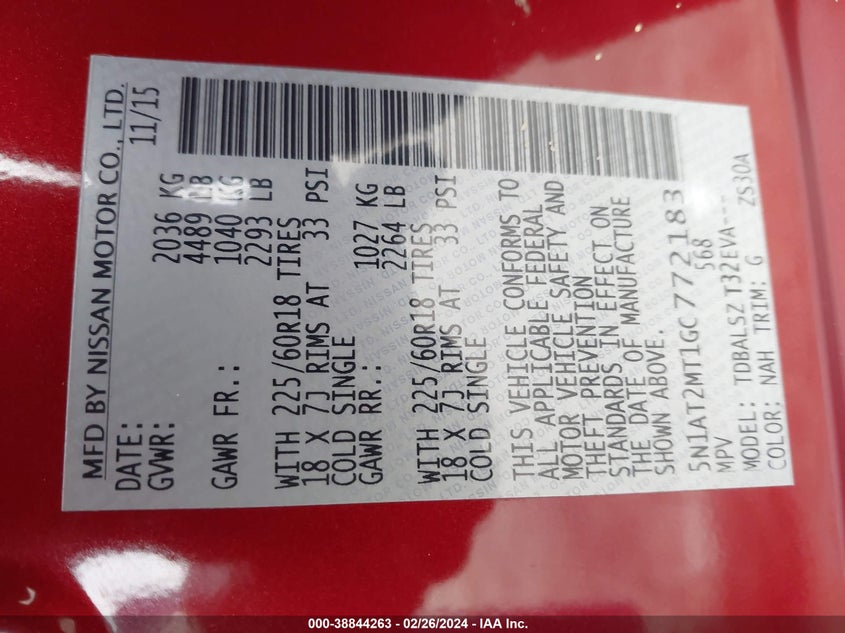 MFD BY NISSAN MOTOR CO., LTD.
DATE: 11/15
GVWR: 2036 KG
4489 LB
GAWR FR.: 1040 KG
2293 LB
WITH 225/60R18 TIRES
18 X 7J RIMS AT 33 PSI
COLD SINGLE
GAWR RR.: 1027 KG
2264 LB
WITH 225/60R18 TIRES
18 X 7J RIMS AT 33 PSI
COLD SINGLE
THIS VEHICLE CONFORMS TO
ALL APPLICABLE FEDERAL
MOTOR VEHICLE SAFETY AND
THEFT PREVENTION
STANDARDS IN EFFECT ON
THE DATE OF MANUFACTURE
SHOWN ABOVE.
5N1AT2MT1GC772183
MPV 568
MODEL: TDBALSZ T32EVA---
COLOR: NAH TRIM: G ZS30A
000-38844263 - 02/26/2024 - IAA Inc.